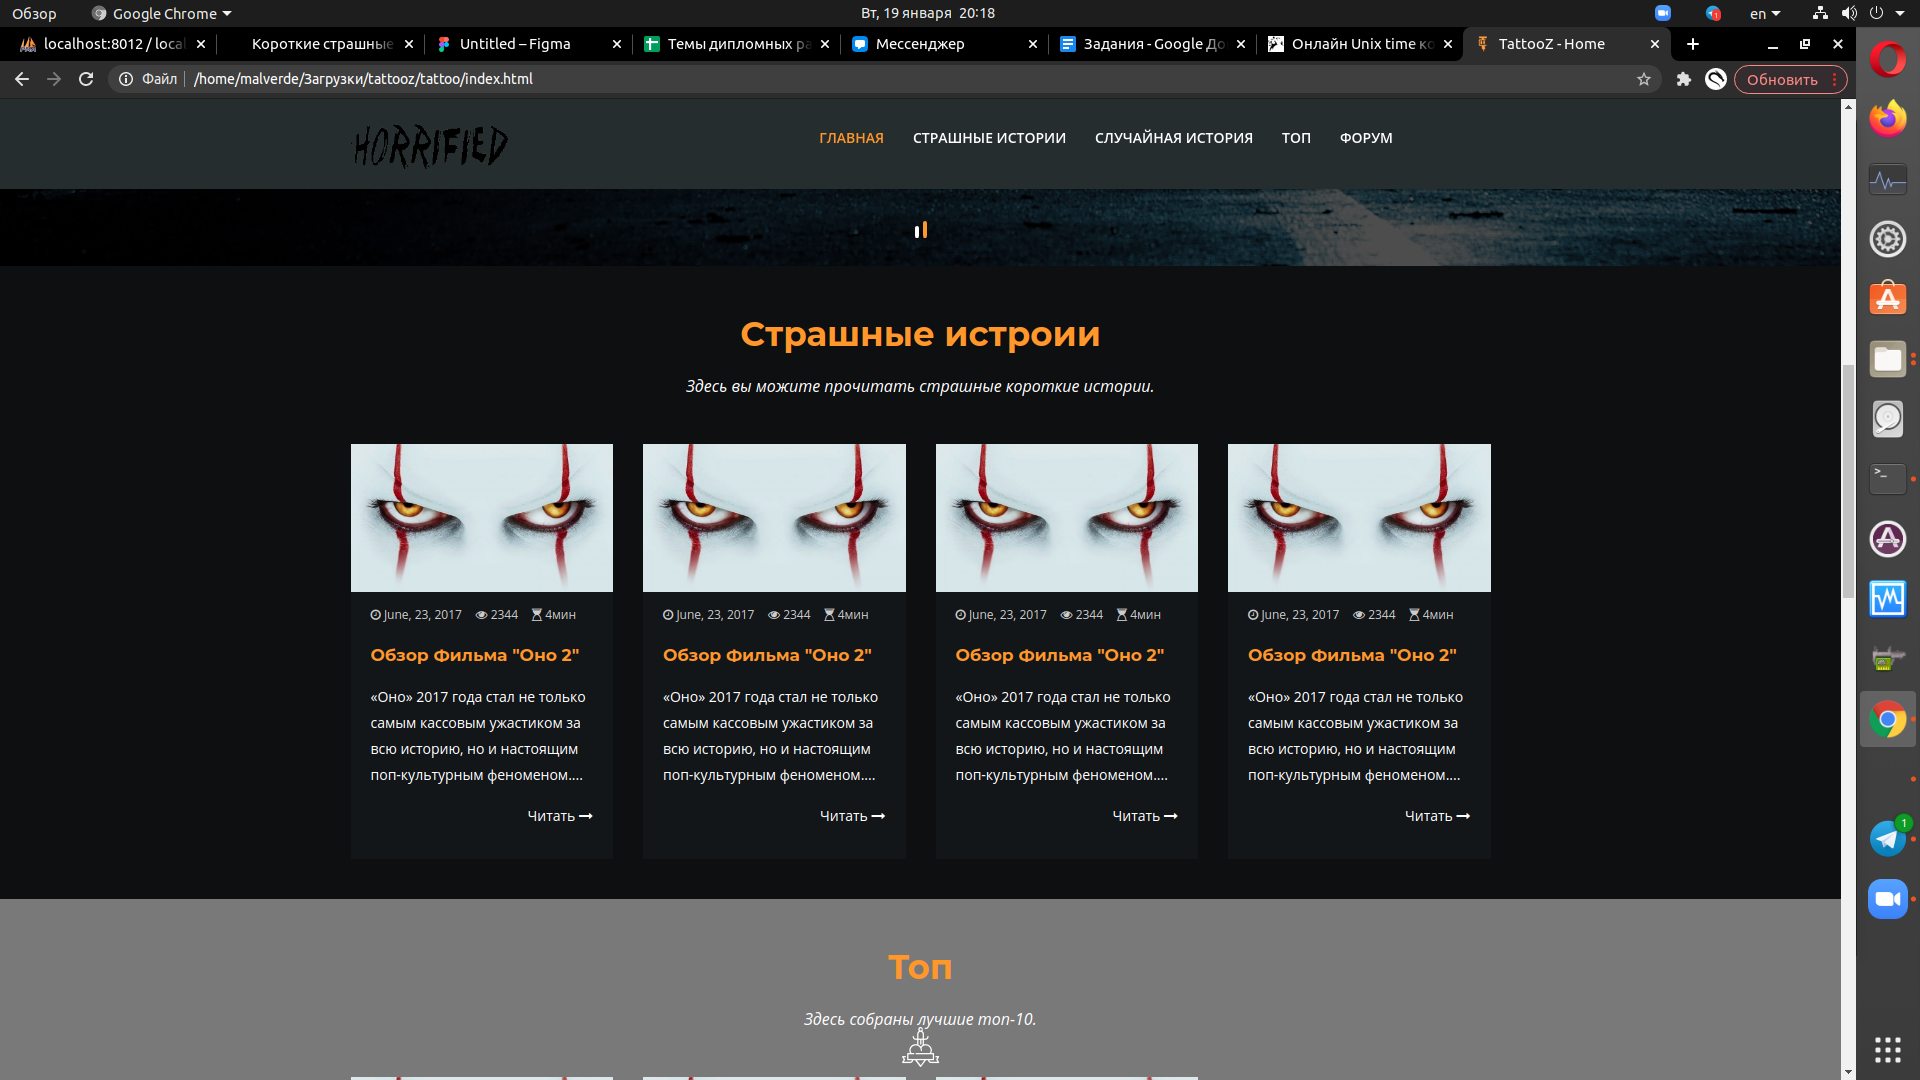 Обзор
Google Chrome
Вт, 19 января 20:18
en
localhost:8012 / local
Короткие страшные
Untitled – Figma
Темы дипломных ра
Мессенджер
Задания - Google До
Онлайн Unix time ко
TattooZ - Home
Файл
/home/malverde/Загрузки/tattooz/tattoo/index.html
Обновить
HORRIFIED
ГЛАВНАЯ
СТРАШНЫЕ ИСТОРИИ
СЛУЧАЙНАЯ ИСТОРИЯ
ТОП
ФОРУМ
Страшные истроии
Здесь вы можите прочитать страшные короткие истории.
June, 23, 2017 2344 4мин
Обзор Фильма "Оно 2"
«Оно» 2017 года стал не только
самым кассовым ужастиком за
всю историю, но и настоящим
поп-культурным феноменом....
Читать
June, 23, 2017 2344 4мин
Обзор Фильма "Оно 2"
«Оно» 2017 года стал не только
самым кассовым ужастиком за
всю историю, но и настоящим
поп-культурным феноменом....
Читать
June, 23, 2017 2344 4мин
Обзор Фильма "Оно 2"
«Оно» 2017 года стал не только
самым кассовым ужастиком за
всю историю, но и настоящим
поп-культурным феноменом....
Читать
June, 23, 2017 2344 4мин
Обзор Фильма "Оно 2"
«Оно» 2017 года стал не только
самым кассовым ужастиком за
всю историю, но и настоящим
поп-культурным феноменом....
Читать
Топ
Здесь собраны лучшие топ-10.
1